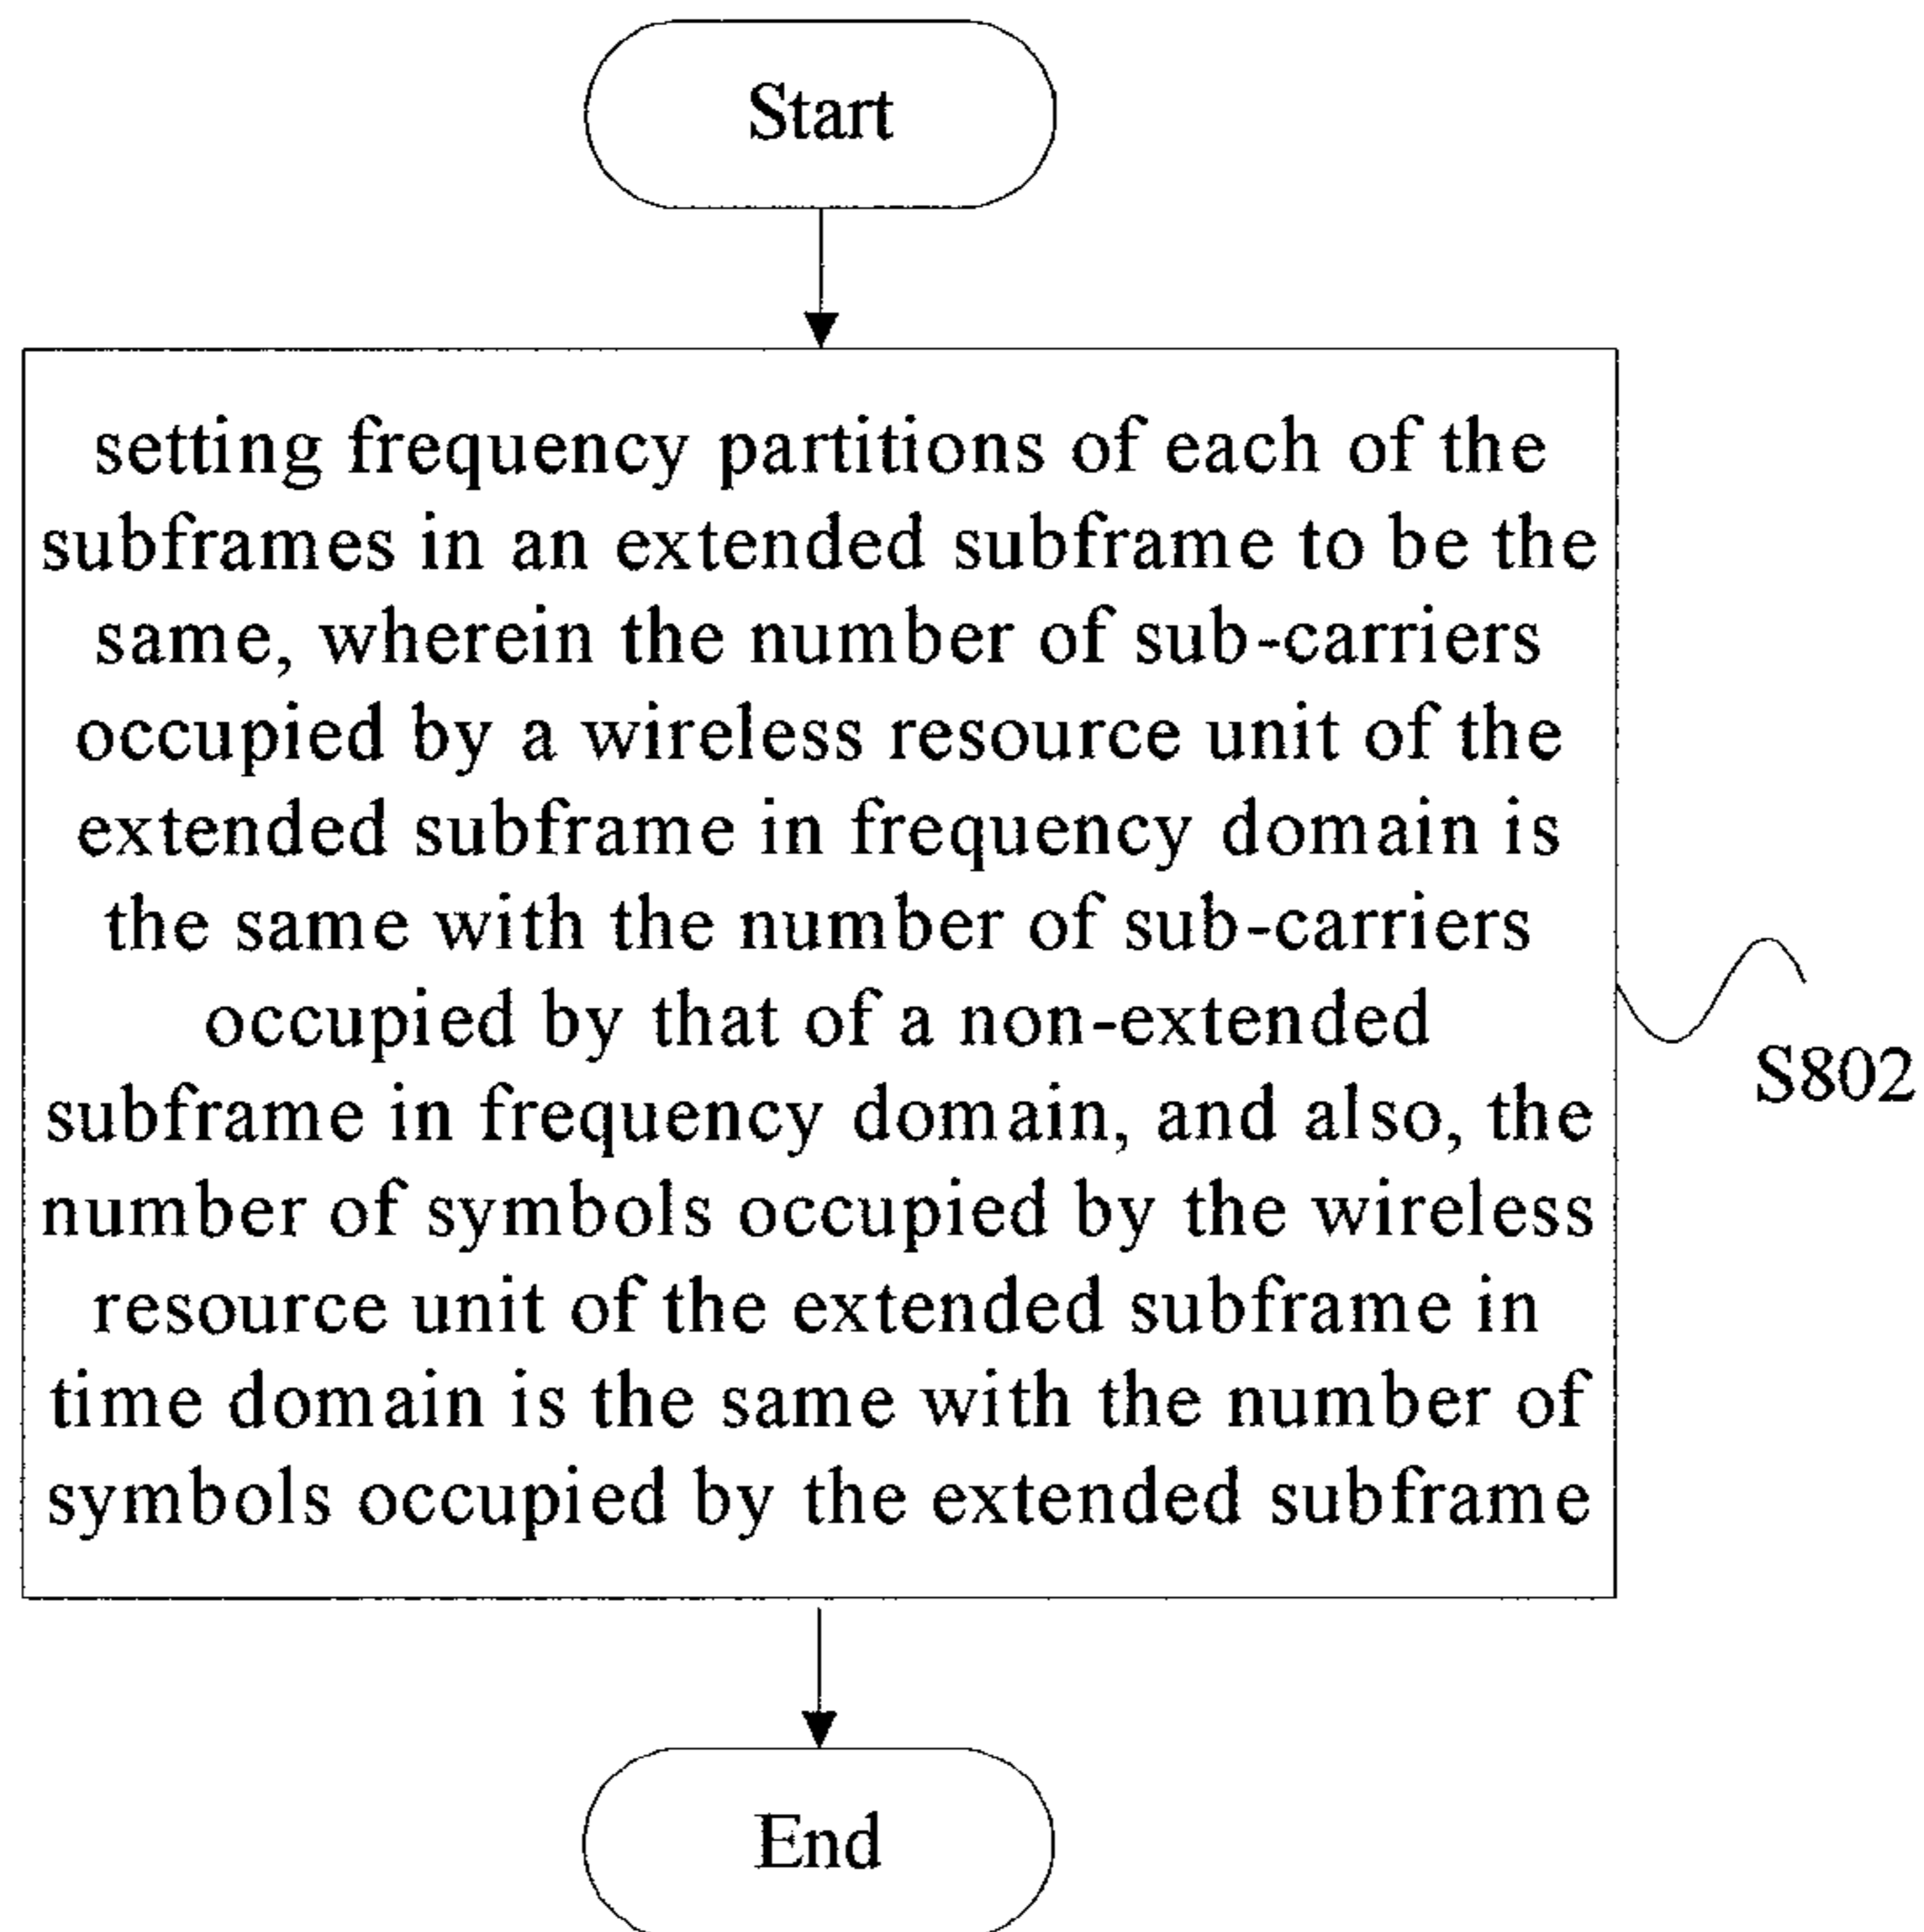 Start
setting frequency partitions of each of the
subframes in an extended subframe to be the
same, wherein the number of sub-carriers
occupied by a wireless resource unit of the
extended subframe in frequency domain is
the same with the number of sub-carriers
occupied by that of a non-extended
subframe in frequency domain, and also, the
number of symbols occupied by the wireless
resource unit of the extended subframe in
time domain is the same with the number of
symbols occupied by the extended subframe
S802
End